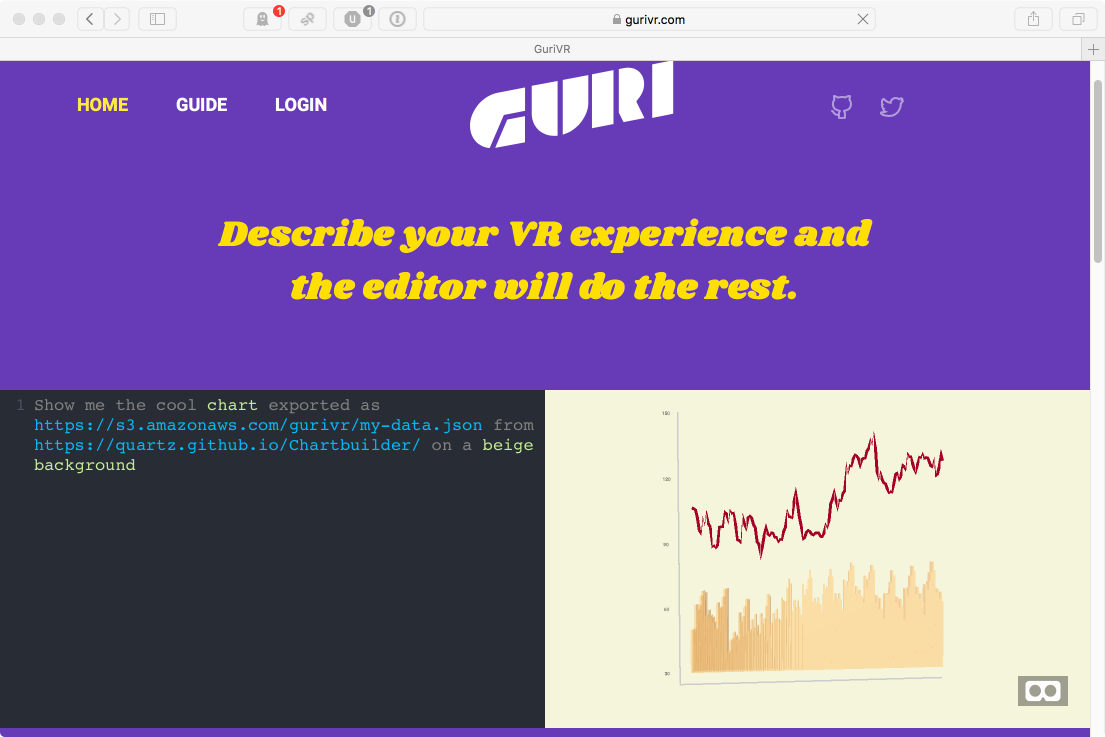 1
u
1
gurivr.com
GuriVR
HOME GUIDE LOGIN
GURI
Describe your VR experience and
the editor will do the rest.
1 Show me the cool chart exported as
https://s3.amazonaws.com/gurivr/my-data.json from
https://quartz.github.io/Chartbuilder/ on a beige
background
150
120
90
60
30